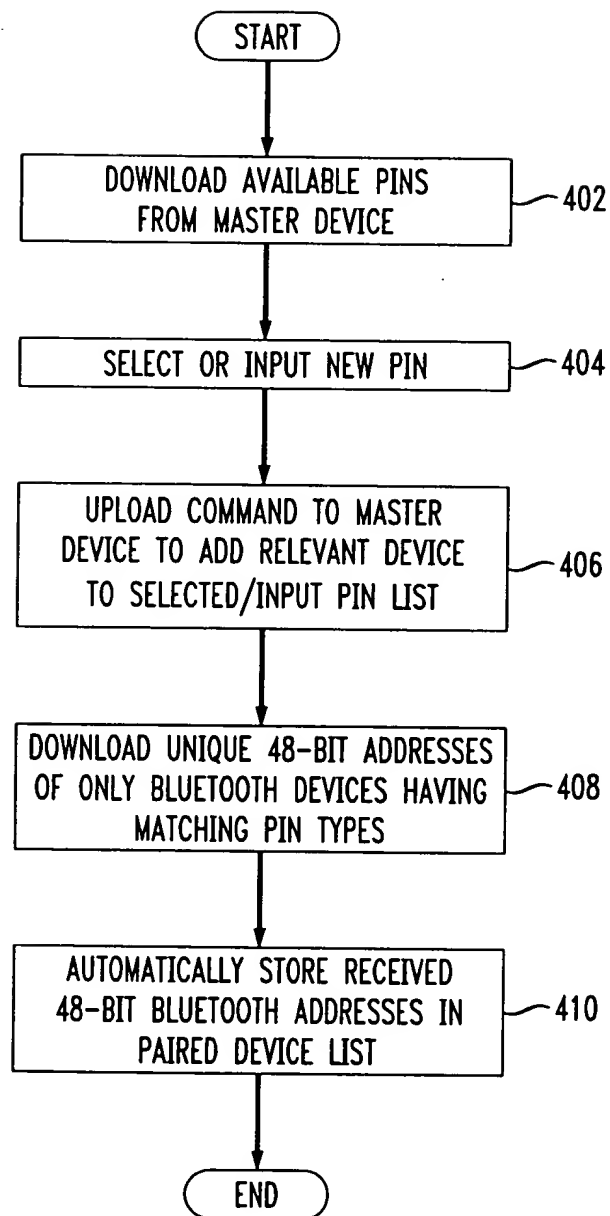 START
DOWNLOAD AVAILABLE PINS
FROM MASTER DEVICE
402
SELECT OR INPUT NEW PIN
404
UPLOAD COMMAND TO MASTER
DEVICE TO ADD RELEVANT DEVICE
TO SELECTED/INPUT PIN LIST
406
DOWNLOAD UNIQUE 48-BIT ADDRESSES
OF ONLY BLUETOOTH DEVICES HAVING
MATCHING PIN TYPES
408
AUTOMATICALLY STORE RECEIVED
48-BIT BLUETOOTH ADDRESSES IN
PAIRED DEVICE LIST
410
END